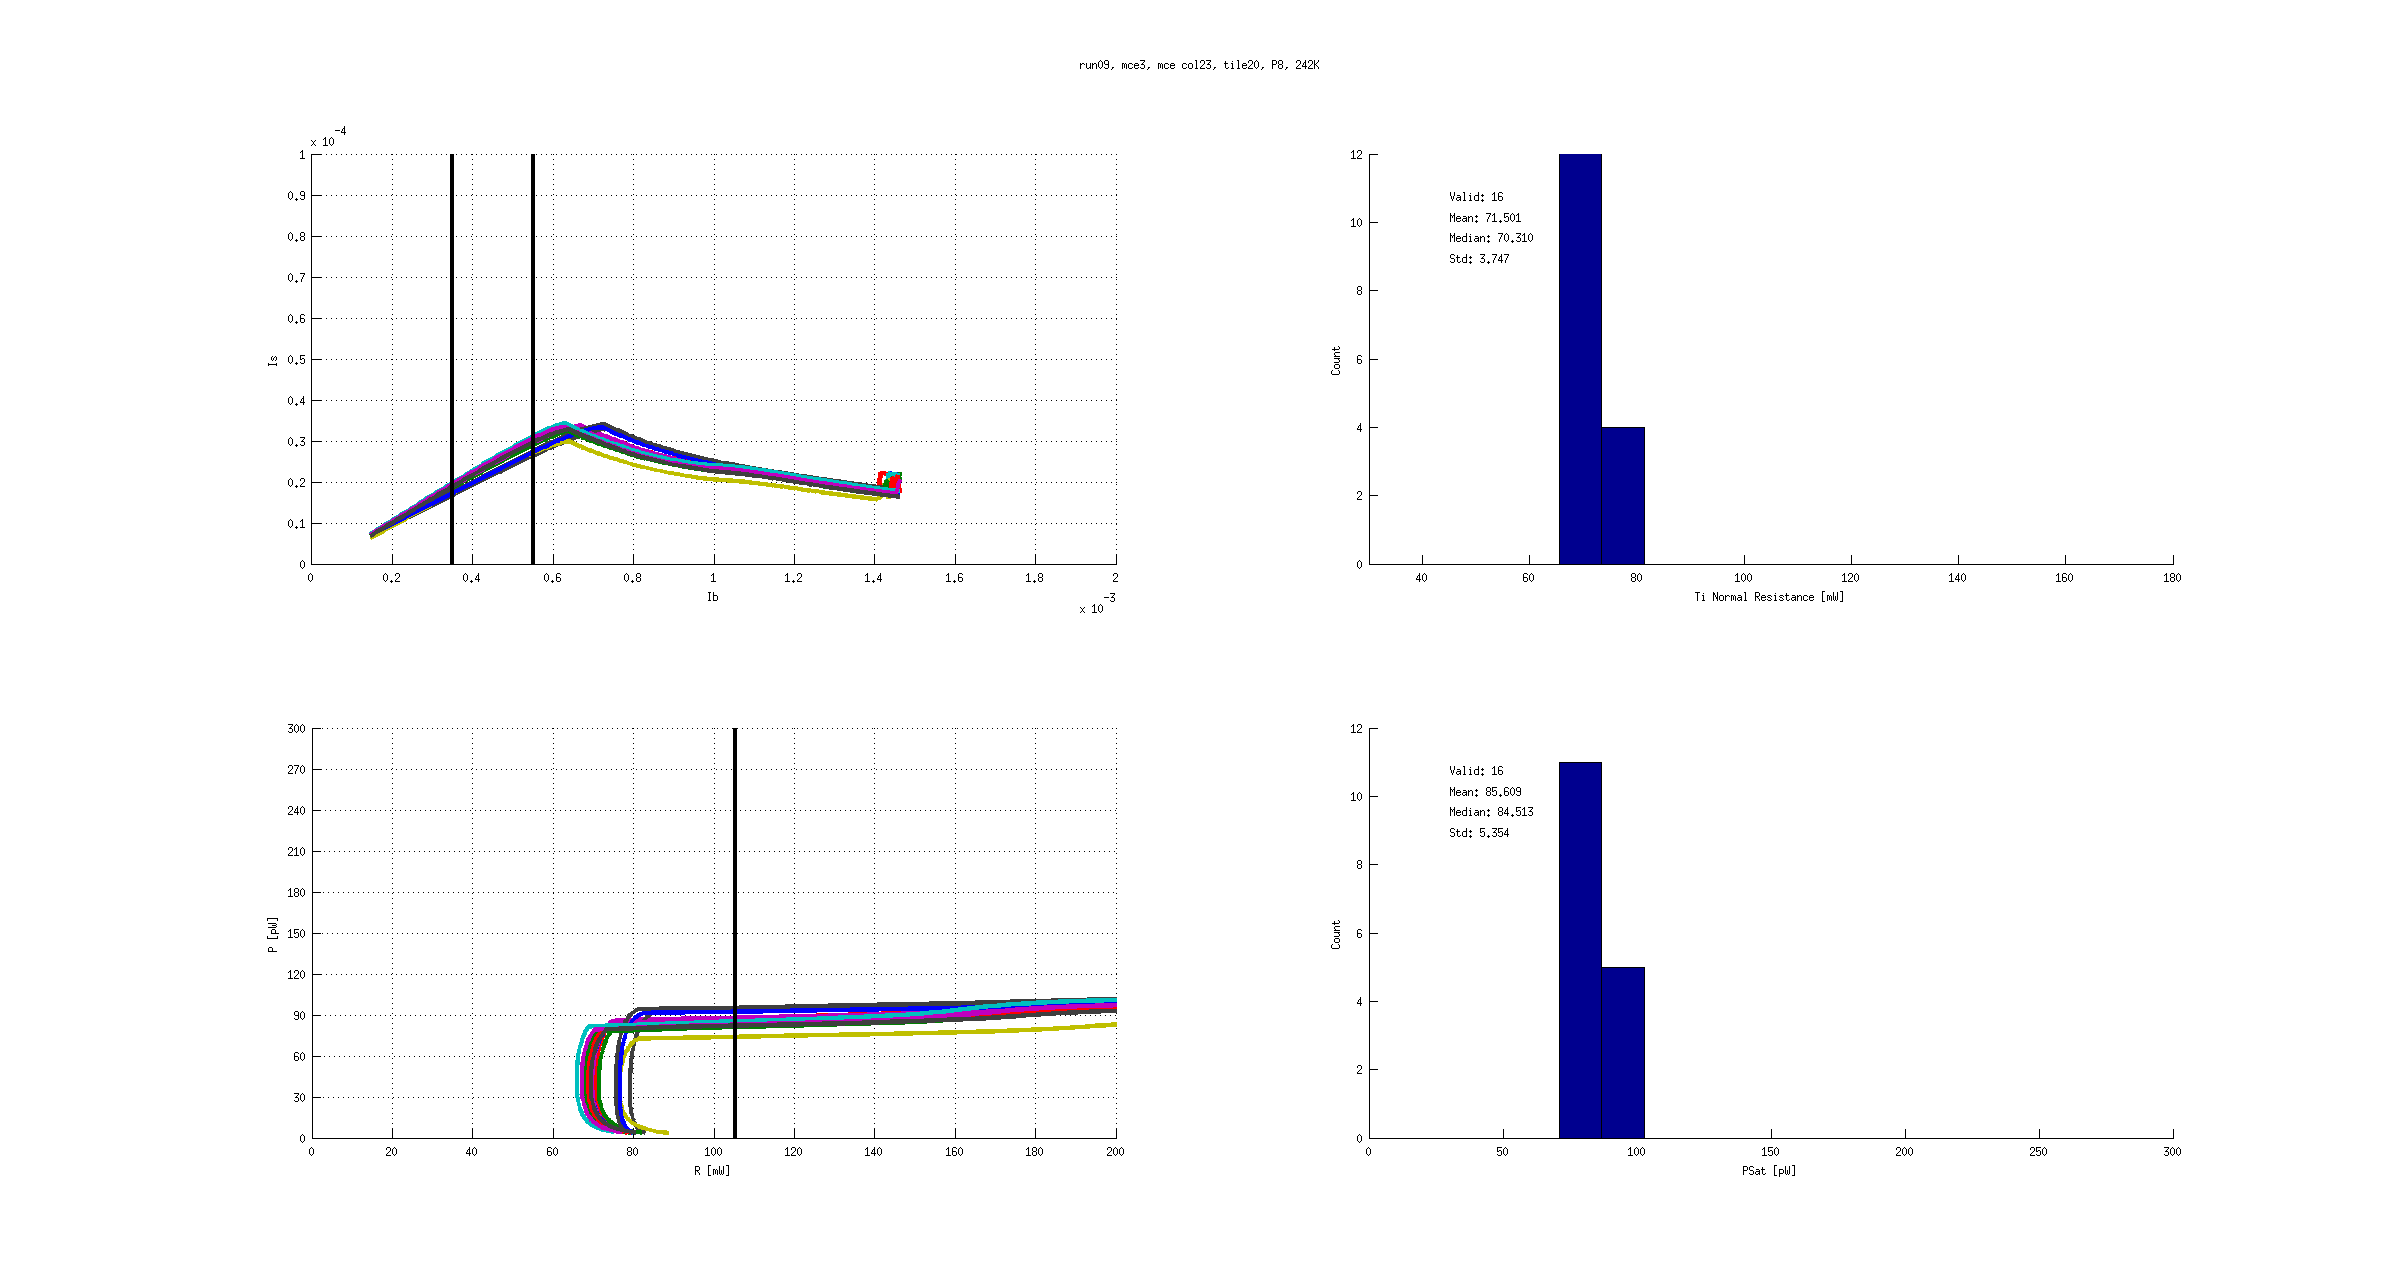 run09, mce3, mce col23, tile20, P8, 242K
x 10^-4
1
0.9
0.8
0.7
0.6
0.5
0.4
0.3
0.2
0.1
0
Is
0 0.2 0.4 0.6 0.8 1 1.2 1.4 1.6 1.8 2
Ib
x 10^-3
12
10
8
6
4
2
0
Count
Valid: 16
Mean: 71.501
Median: 70.310
Std: 3.747
40 60 80 100 120 140 160 180
Ti Normal Resistance [mW]
300
270
240
210
180
150
120
90
60
30
0
P [pW]
0 20 40 60 80 100 120 140 160 180 200
R [mW]
12
10
8
6
4
2
0
Count
Valid: 16
Mean: 85.609
Median: 84.513
Std: 5.354
0 50 100 150 200 250 300
PSat [pW]